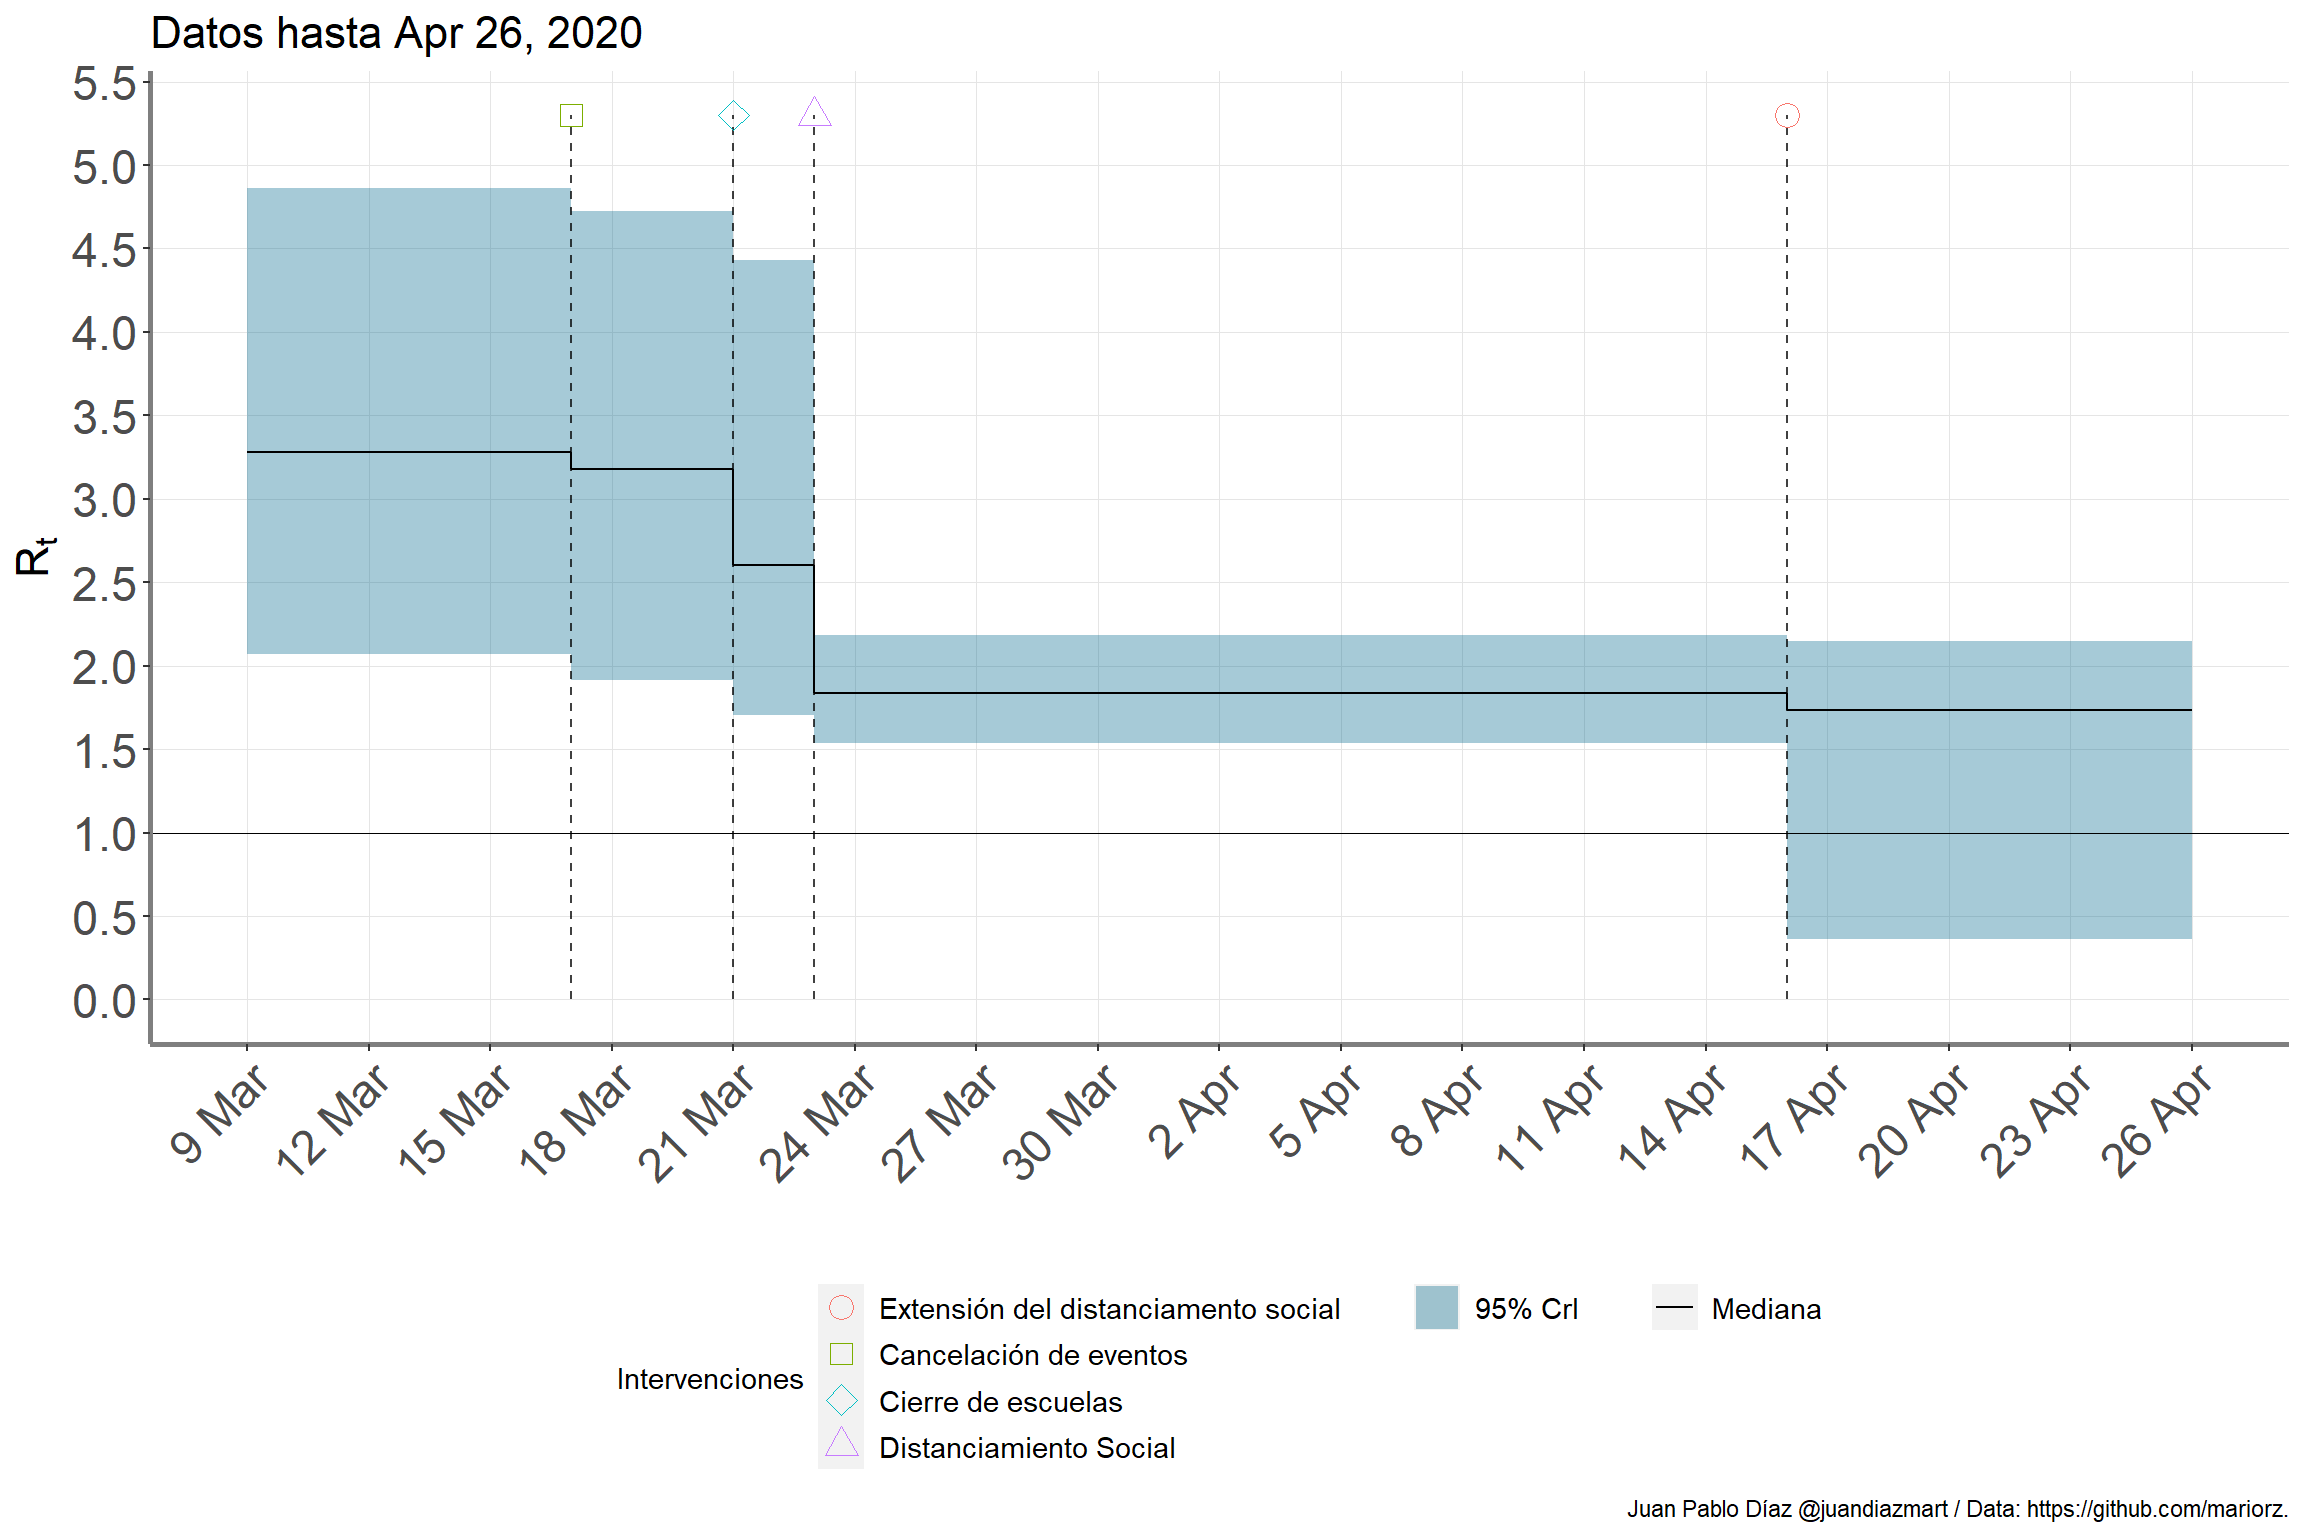 Datos hasta Apr 26, 2020
5.5
5.0
4.5
4.0
3.5
3.0
2.5
2.0
1.5
1.0
0.5
0.0
Rt
9 Mar
12 Mar
15 Mar
18 Mar
21 Mar
24 Mar
27 Mar
30 Mar
2 Apr
5 Apr
8 Apr
11 Apr
14 Apr
17 Apr
20 Apr
23 Apr
26 Apr
Intervenciones
Extensión del distanciamento social
Cancelación de eventos
Cierre de escuelas
Distanciamiento Social
95% CrI
Mediana
Juan Pablo Díaz @juandiazmart / Data: https://github.com/mariorz.